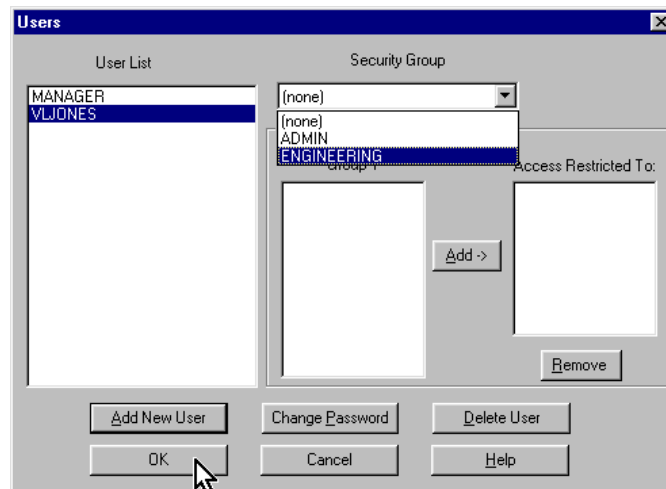 Users
User List
Security Group
MANAGER
VLJONES
(none)
(none)
ADMIN
ENGINEERING
Access Restricted To:
Add ->
Remove
Add New User
Change Password
Delete User
OK
Cancel
Help